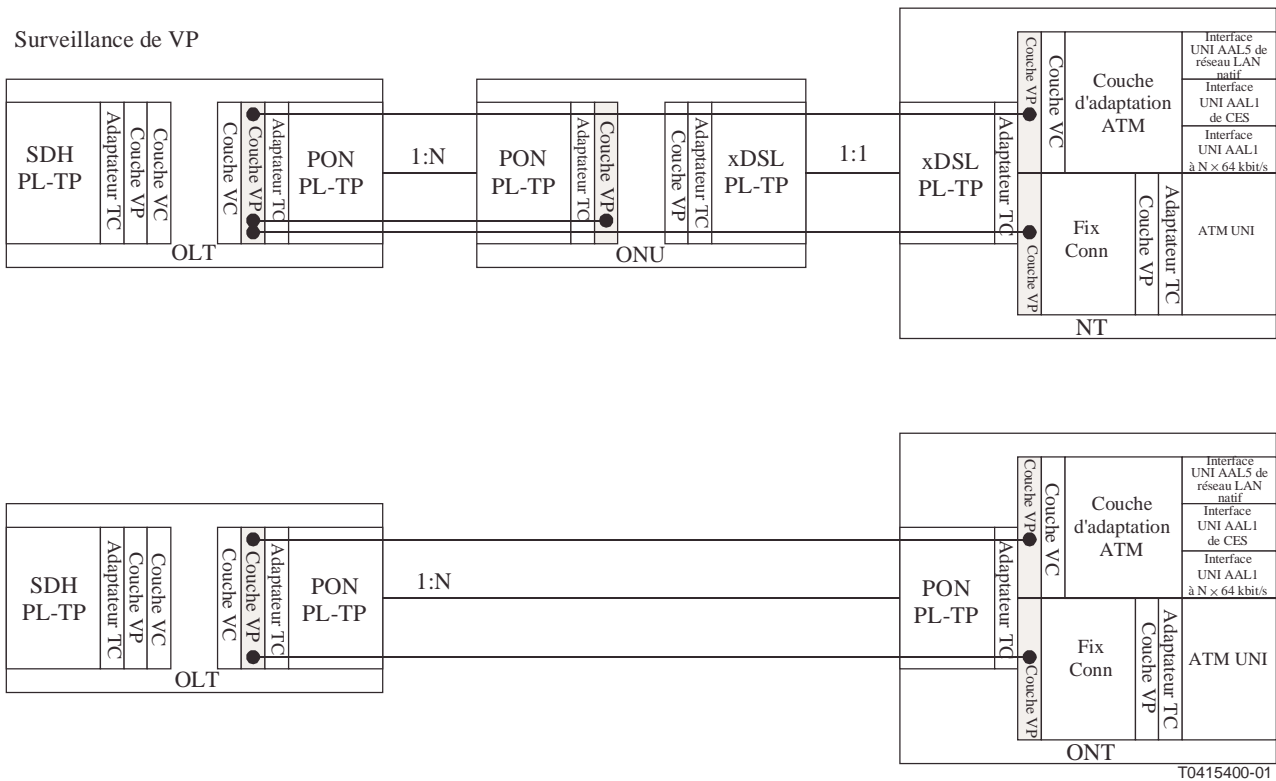 Surveillance de VP
SDH
PL-TP
Adaptateur TC
Couche VP
Couche VC
Couche VC
Couche VP
Adaptateur TC
PON
PL-TP
OLT
1:N
PON
PL-TP
Adaptateur TC
Couche VP
Couche VP
Adaptateur TC
xDSL
PL-TP
ONU
1:1
xDSL
PL-TP
Adaptateur TC
Couche VP
Couche VC
Couche
d'adaptation
ATM
Interface
UNI AAL5 de
réseau LAN
natif
Interface
UNI AAL1
de CES
Interface
UNI AAL1
à N × 64 kbit/s
Couche VP
Fix
Conn
Couche VP
Adaptateur TC
ATM UNI
NT
SDH
PL-TP
Adaptateur TC
Couche VP
Couche VC
Couche VC
Couche VP
Adaptateur TC
PON
PL-TP
OLT
1:N
PON
PL-TP
Adaptateur TC
Couche VP
Couche VC
Couche
d'adaptation
ATM
Interface
UNI AAL5 de
réseau LAN
natif
Interface
UNI AAL1
de CES
Interface
UNI AAL1
à N × 64 kbit/s
Couche VP
Fix
Conn
Couche VP
Adaptateur TC
ATM UNI
ONT
T0415400-01